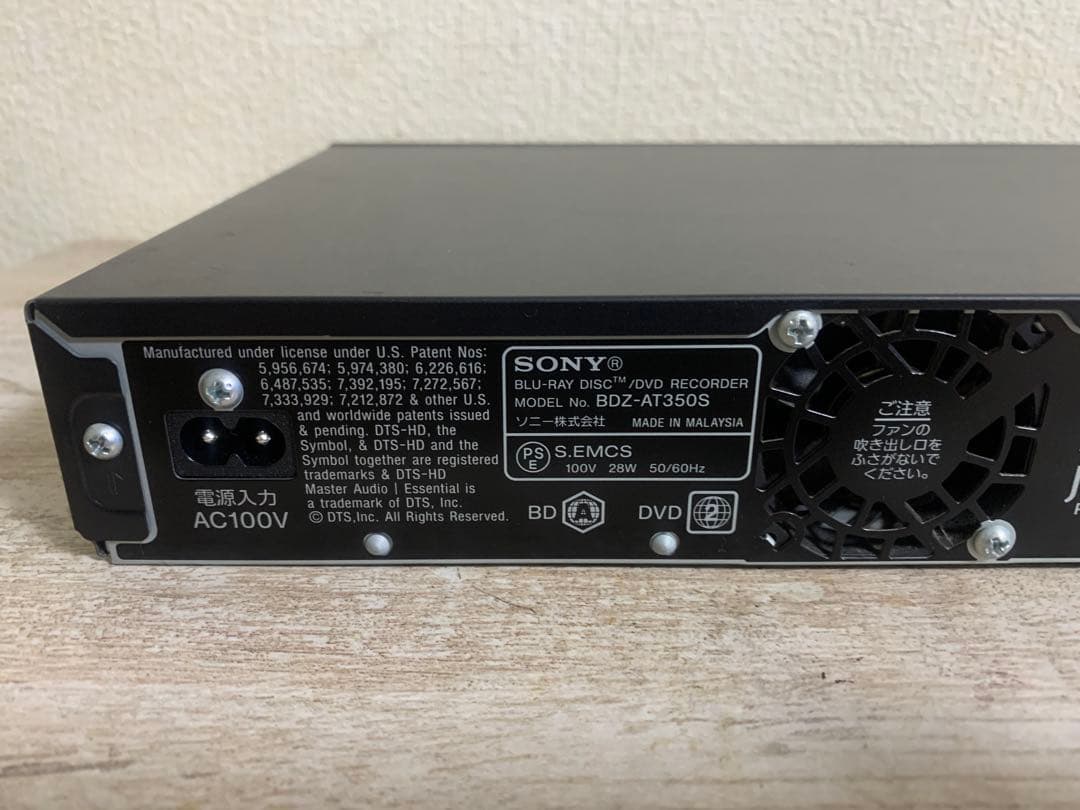 Manufactured under license under U.S. Patent Nos:
5,956,674; 5,974,380; 6,226,616;
6,487,535; 7,392,195; 7,272,567;
7,333,929; 7,212,872 & other U.S.
and worldwide patents issued
& pending. DTS-HD, the
Symbol, & DTS-HD and the
Symbol together are registered
trademarks & DTS-HD
Master Audio | Essential is
a trademark of DTS, Inc.
© DTS,Inc. All Rights Reserved.
電源入力
AC100V
SONY®
BLU-RAY DISC™/DVD RECORDER
MODEL No. BDZ-AT350S
ソニー株式会社 MADE IN MALAYSIA
PS
E
S.EMCS
100V 28W 50/60Hz
BD A
DVD 2
ご注意
ファンの
吹き出し口を
ふさがないで
ください。